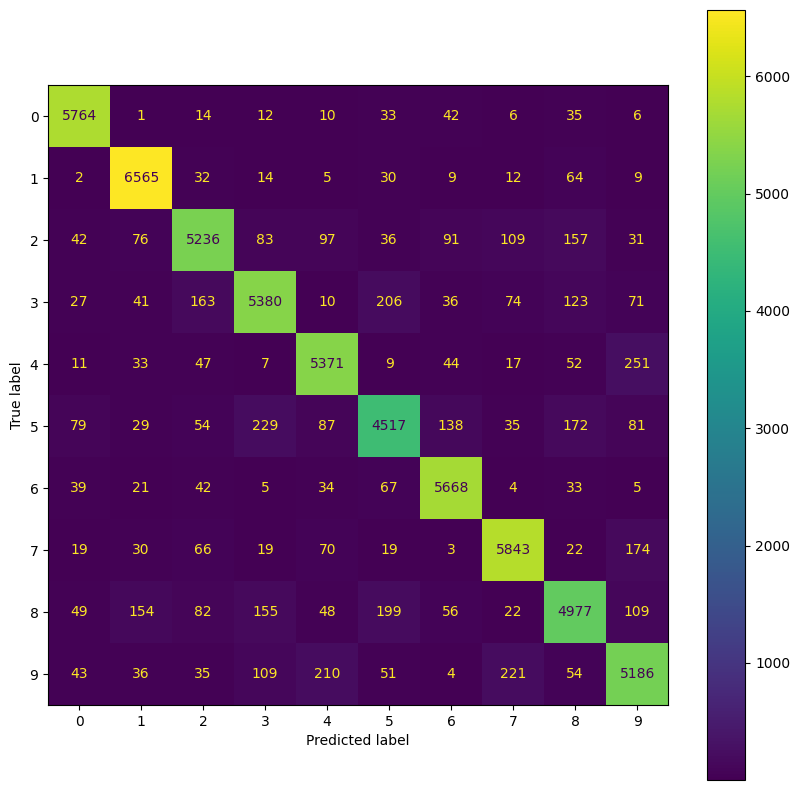 0 5764 1 14 12 10 33 42 6 35 6
1 2 6565 32 14 5 30 9 12 64 9
2 42 76 5236 83 97 36 91 109 157 31
3 27 41 163 5380 10 206 36 74 123 71
4 11 33 47 7 5371 9 44 17 52 251
5 79 29 54 229 87 4517 138 35 172 81
6 39 21 42 5 34 67 5668 4 33 5
7 19 30 66 19 70 19 3 5843 22 174
8 49 154 82 155 48 199 56 22 4977 109
9 43 36 35 109 210 51 4 221 54 5186
0 1 2 3 4 5 6 7 8 9
Predicted label
True label
6000
5000
4000
3000
2000
1000